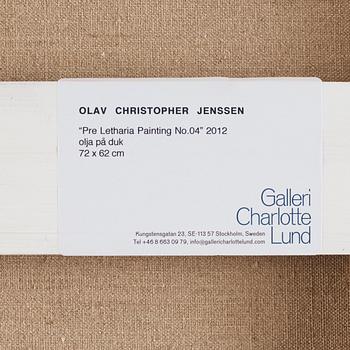 OLAV CHRISTOPHER JENSSEN
"Pre Letharia Painting No.04" 2012
olja på duk
72 x 62 cm
Galleri
Charlotte
Lund
Kungstensgatan 23, SE-113 57 Stockholm, Sweden
Tel +46 8 663 09 79, info@gallericharlottelund.com